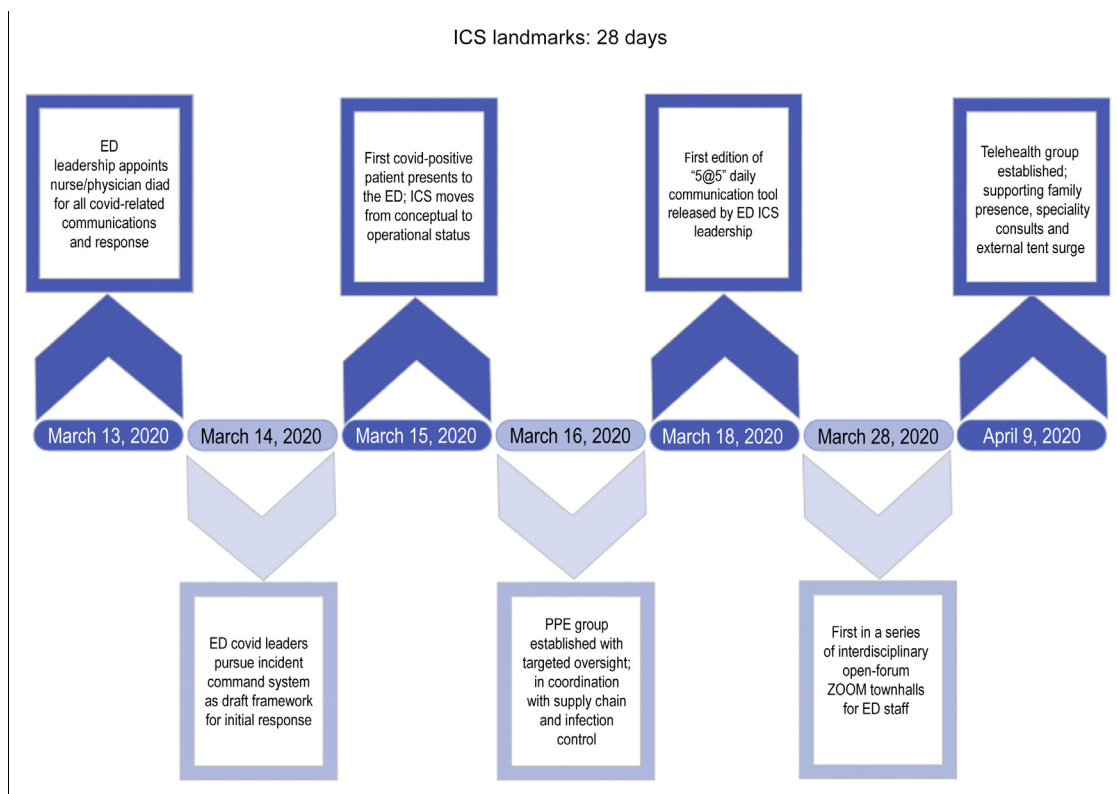 ICS landmarks: 28 days
ED
leadership appoints
nurse/physician diad
for all covid-related
communications
and response
First covid-positive
patient presents to
the ED; ICS moves
from conceptual to
operational status
First edition of
“5@5” daily
communication tool
released by ED ICS
leadership
Telehealth group
established;
supporting family
presence, speciality
consults and
external tent surge
March 13, 2020
March 14, 2020
March 15, 2020
March 16, 2020
March 18, 2020
March 28, 2020
April 9, 2020
ED covid leaders
pursue incident
command system
as draft framework
for initial response
PPE group
established with
targeted oversight;
in coordination
with supply chain
and infection
control
First in a series
of interdisciplinary
open-forum
ZOOM townhalls
for ED staff